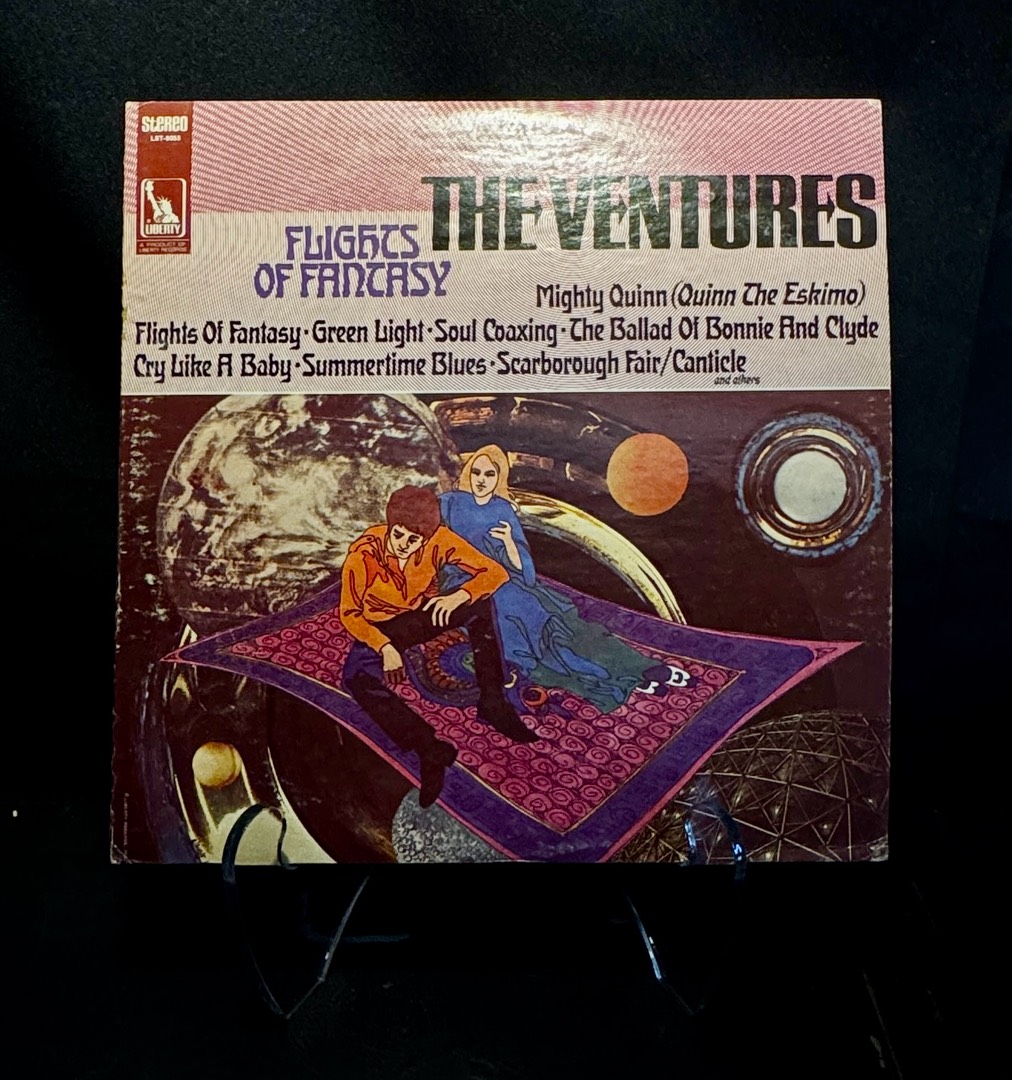 STEREO
LST-8055
LIBERTY
A PRODUCT OF
LIBERTY RECORDS
THE VENTURES
FLIGHTS
OF FANTASY
Mighty Quinn (Quinn The Eskimo)
Flights Of Fantasy · Green Light · Soul Coaxing · The Ballad Of Bonnie And Clyde
Cry Like A Baby · Summertime Blues · Scarborough Fair/Canticle
and others